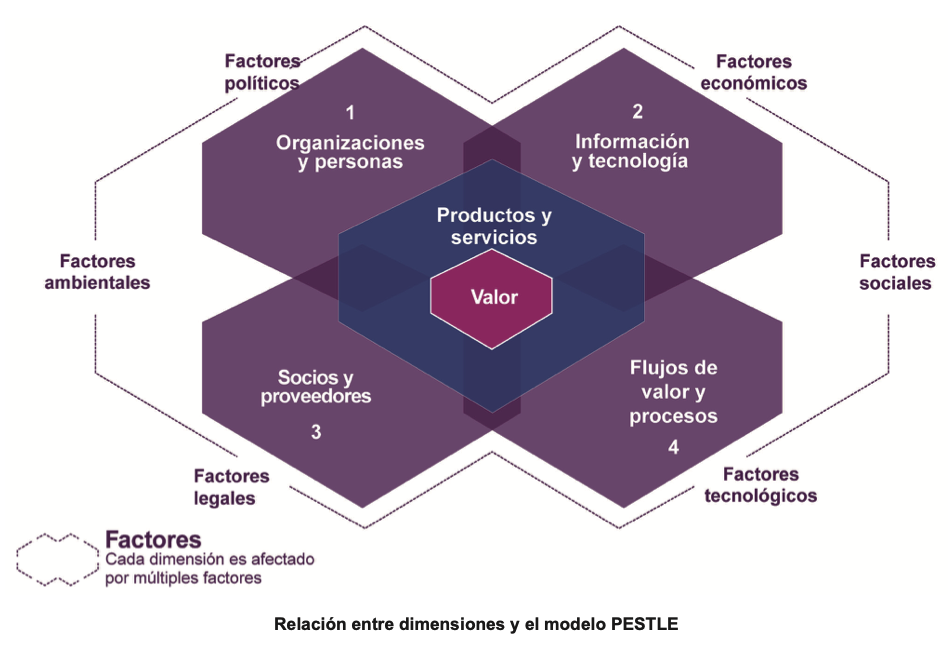 Factores
políticos
Factores
económicos
1
Organizaciones
y personas
2
Información
y tecnología
Productos y
servicios
Factores
ambientales
Valor
Factores
sociales
Socios y
proveedores
3
Flujos de
valor y
procesos
4
Factores
legales
Factores
tecnológicos
Factores
Cada dimensión es afectado
por múltiples factores
Relación entre dimensiones y el modelo PESTLE